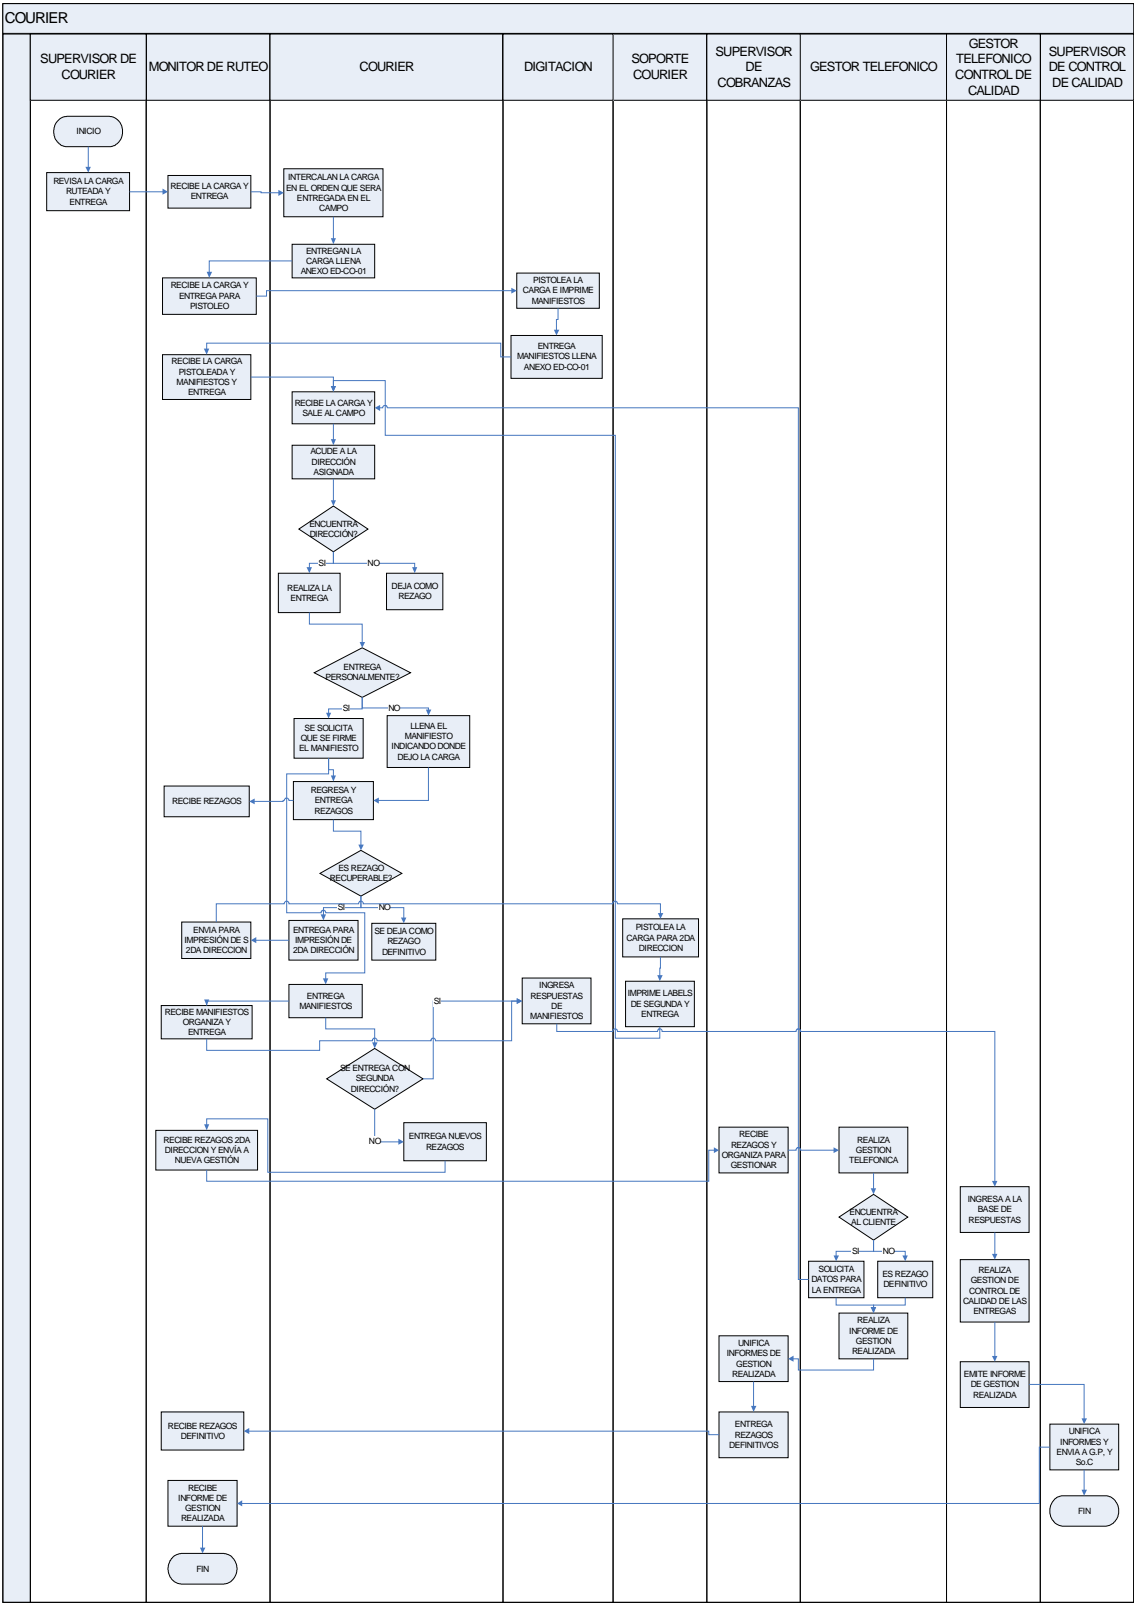 COURIER
SUPERVISOR DE
COURIER
MONITOR DE RUTEO
COURIER
DIGITACION
SOPORTE
COURIER
SUPERVISOR
DE
COBRANZAS
GESTOR TELEFONICO
GESTOR
TELEFONICO
CONTROL DE
CALIDAD
SUPERVISOR
DE CONTROL
DE CALIDAD
INICIO
REVISA LA CARGA
RUTEADA Y
ENTREGA
RECIBE LA CARGA Y
ENTREGA
INTERCALAN LA CARGA
EN EL ORDEN QUE SERA
ENTREGADA EN EL
CAMPO
ENTREGAN LA
CARGA LLENA
ANEXO ED-CO-01
RECIBE LA CARGA Y
ENTREGA PARA
PISTOLEO
PISTOLEA LA
CARGA E IMPRIME
MANIFIESTOS
ENTREGA
MANIFIESTOS LLENA
ANEXO ED-CO-01
RECIBE LA CARGA
PISTOLEADA Y
MANIFIESTOS Y
ENTREGA
RECIBE LA CARGA Y
SALE AL CAMPO
ACUDE A LA
DIRECCIÓN
ASIGNADA
ENCUENTRA
DIRECCIÓN?
SI
NO
REALIZA LA
ENTREGA
DEJA COMO
REZAGO
ENTREGA
PERSONALMENTE?
SI
NO
SE SOLICITA
QUE SE FIRME
EL MANIFIESTO
LLENA EL
MANIFIESTO
INDICANDO DONDE
DEJO LA CARGA
REGRESA Y
ENTREGA
REZAGOS
RECIBE REZAGOS
ES REZAGO
RECUPERABLE?
SI
NO
ENVIA PARA
IMPRESIÓN DE S
2DA DIRECCION
ENTREGA PARA
IMPRESIÓN DE
2DA DIRECCIÓN
SE DEJA COMO
REZAGO
DEFINITIVO
PISTOLEA LA
CARGA PARA 2DA
DIRECCION
ENTREGA
MANIFIESTOS
SI
INGRESA
RESPUESTAS
DE
MANIFIESTOS
IMPRIME LABELS
DE SEGUNDA Y
ENTREGA
RECIBE MANIFIESTOS
ORGANIZA Y
ENTREGA
SE ENTREGA CON
SEGUNDA
DIRECCIÓN?
NO
ENTREGA NUEVOS
REZAGOS
RECIBE REZAGOS 2DA
DIRECCION Y ENVÍA A
NUEVA GESTIÓN
RECIBE
REZAGOS Y
ORGANIZA PARA
GESTIONAR
REALIZA
GESTION
TELEFONICA
ENCUENTRA
AL CLIENTE
SI
NO
SOLICITA
DATOS PARA
LA ENTREGA
ES REZAGO
DEFINITIVO
INGRESA A LA
BASE DE
RESPUESTAS
REALIZA
GESTION DE
CONTROL DE
CALIDAD DE LAS
ENTREGAS
REALIZA
INFORME DE
GESTION
REALIZADA
UNIFICA
INFORMES DE
GESTION
REALIZADA
EMITE INFORME
DE GESTION
REALIZADA
RECIBE REZAGOS
DEFINITIVO
ENTREGA
REZAGOS
DEFINITIVOS
UNIFICA
INFORMES Y
ENVIA A G.P, Y
So.C
RECIBE
INFORME DE
GESTION
REALIZADA
FIN
FIN